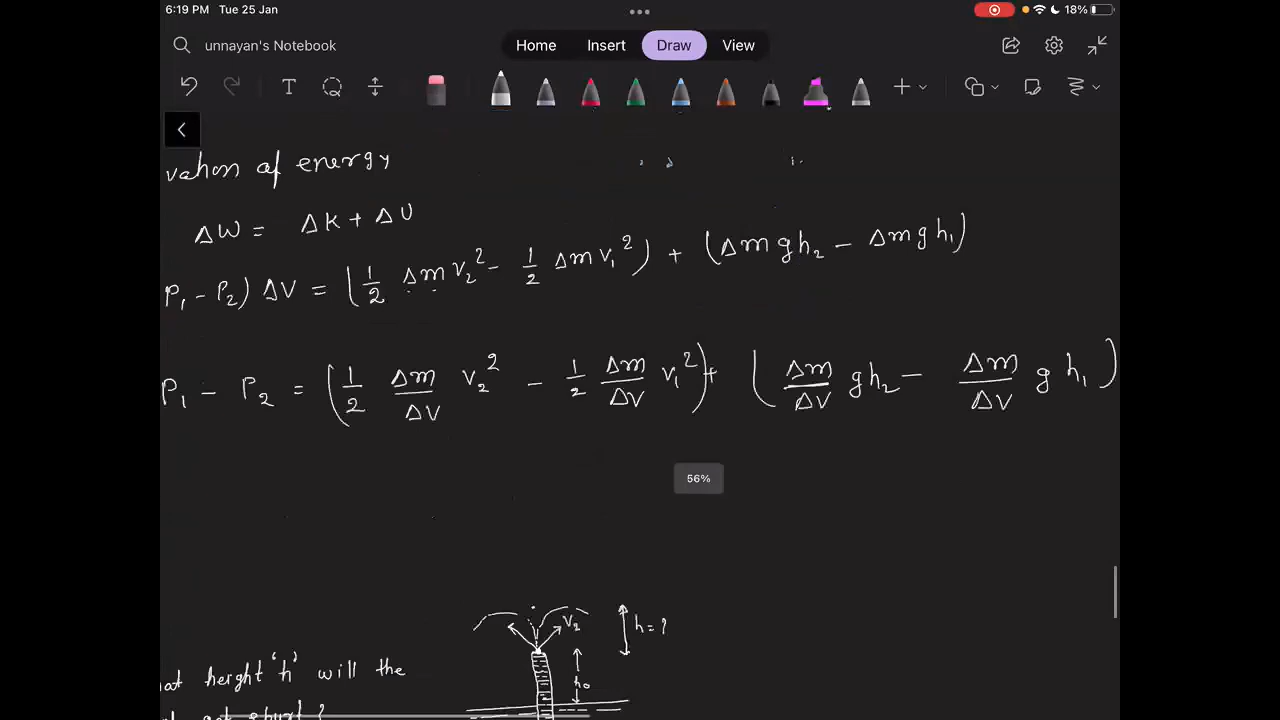 6:19 PM Tue 25 Jan
18%
unnayan's Notebook
Home Insert Draw View
T
vation of energy
ΔW = ΔK + ΔU
P₁ - P₂) ΔV = (1/2 Δm v₂² - 1/2 Δm v₁²) + (Δm g h₂ - Δm g h₁)
P₁ - P₂ = (1/2 Δm/ΔV v₂² - 1/2 Δm/ΔV v₁²) + (Δm/ΔV g h₂ - Δm/ΔV g h₁)
56%
V₂
h = ?
h₀
at height 'h' will the